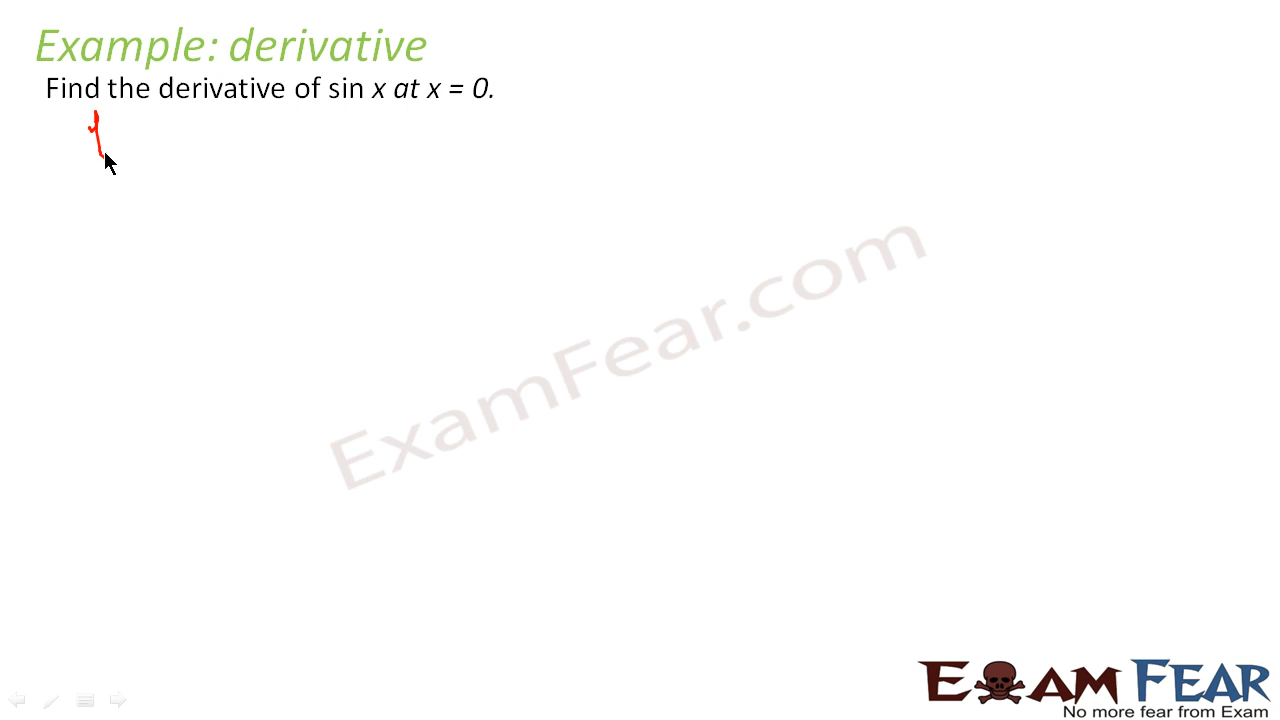 Example: derivative
Find the derivative of sin x at x = 0.
ExamFear.com
EXAM FEAR
No more fear from Exam